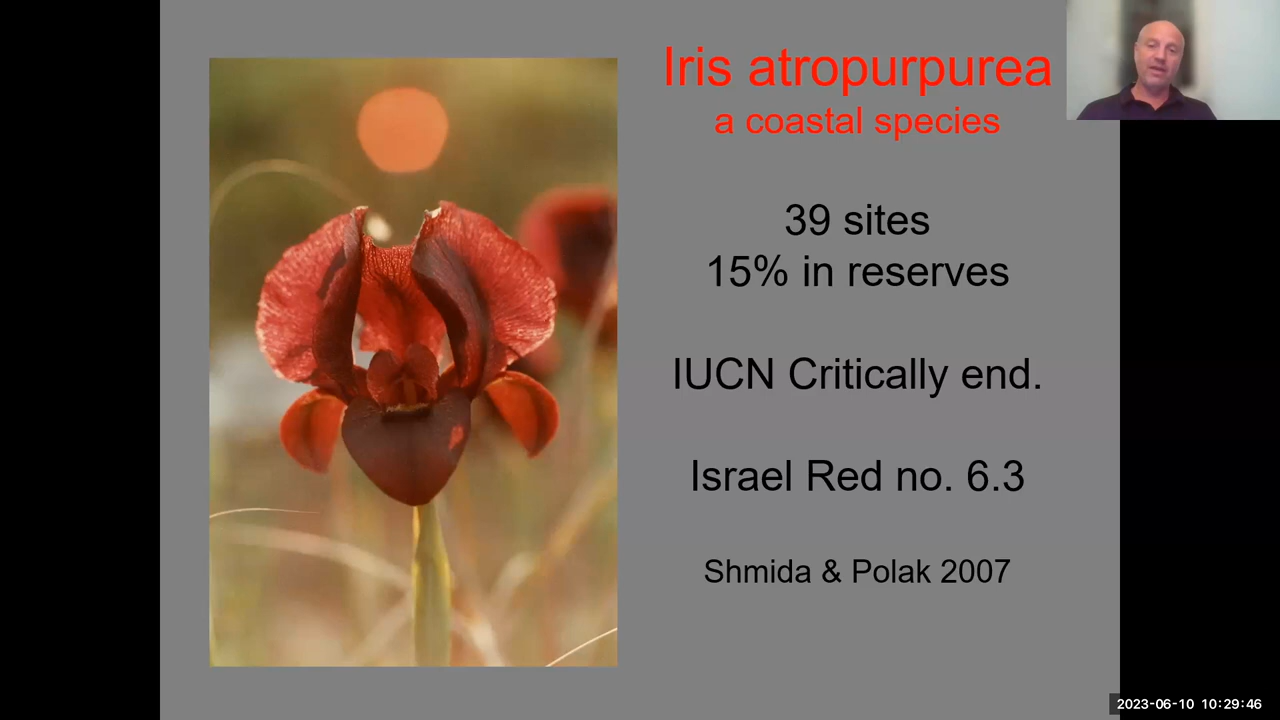 Iris atropurpurea
a coastal species
39 sites
15% in reserves
IUCN Critically end.
Israel Red no. 6.3
Shmida & Polak 2007
2023-06-10 10:29:46